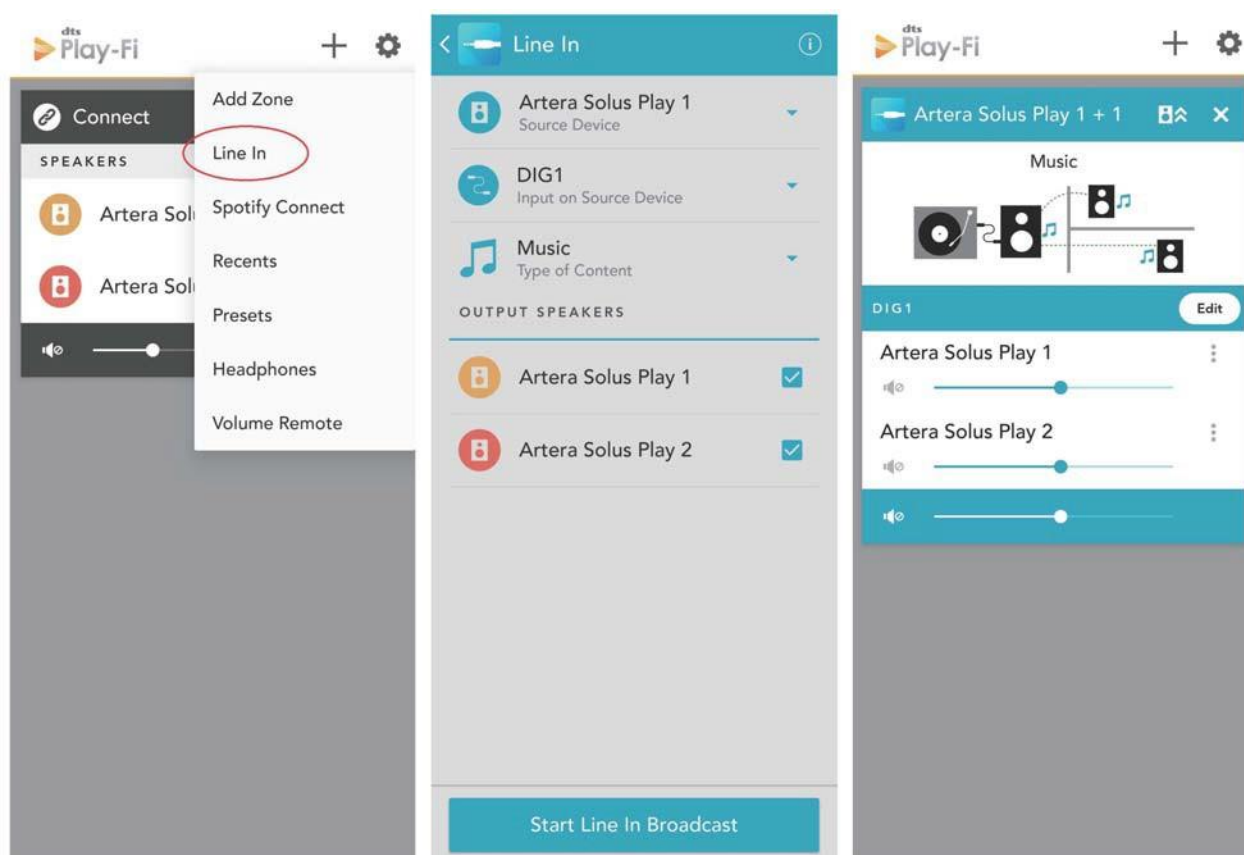 dts
Play-Fi
Connect
SPEAKERS
Artera Sol
Artera Sol
Add Zone
Line In
Spotify Connect
Recents
Presets
Headphones
Volume Remote
Line In
Artera Solus Play 1
Source Device
DIG1
Input on Source Device
Music
Type of Content
OUTPUT SPEAKERS
Artera Solus Play 1
Artera Solus Play 2
Start Line In Broadcast
dts
Play-Fi
Artera Solus Play 1 + 1
Music
DIG1
Edit
Artera Solus Play 1
Artera Solus Play 2